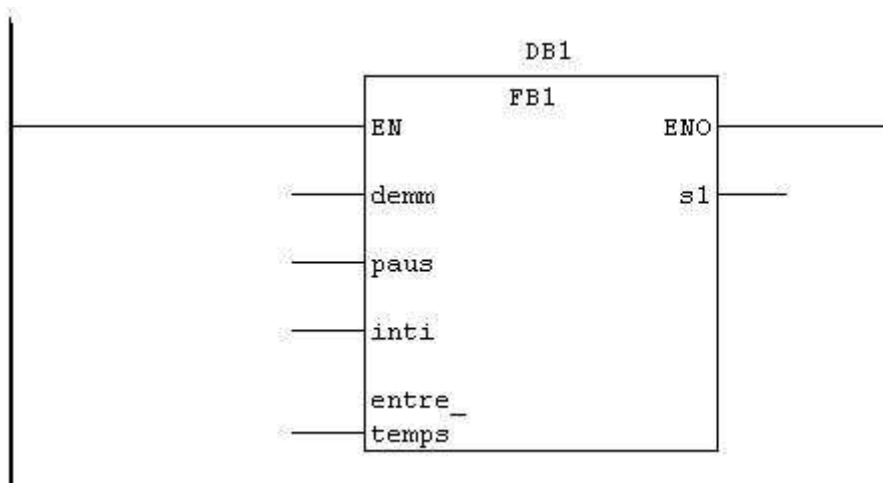 DB1
FB1
EN ENO
demm s1
paus
inti
entre_
temps